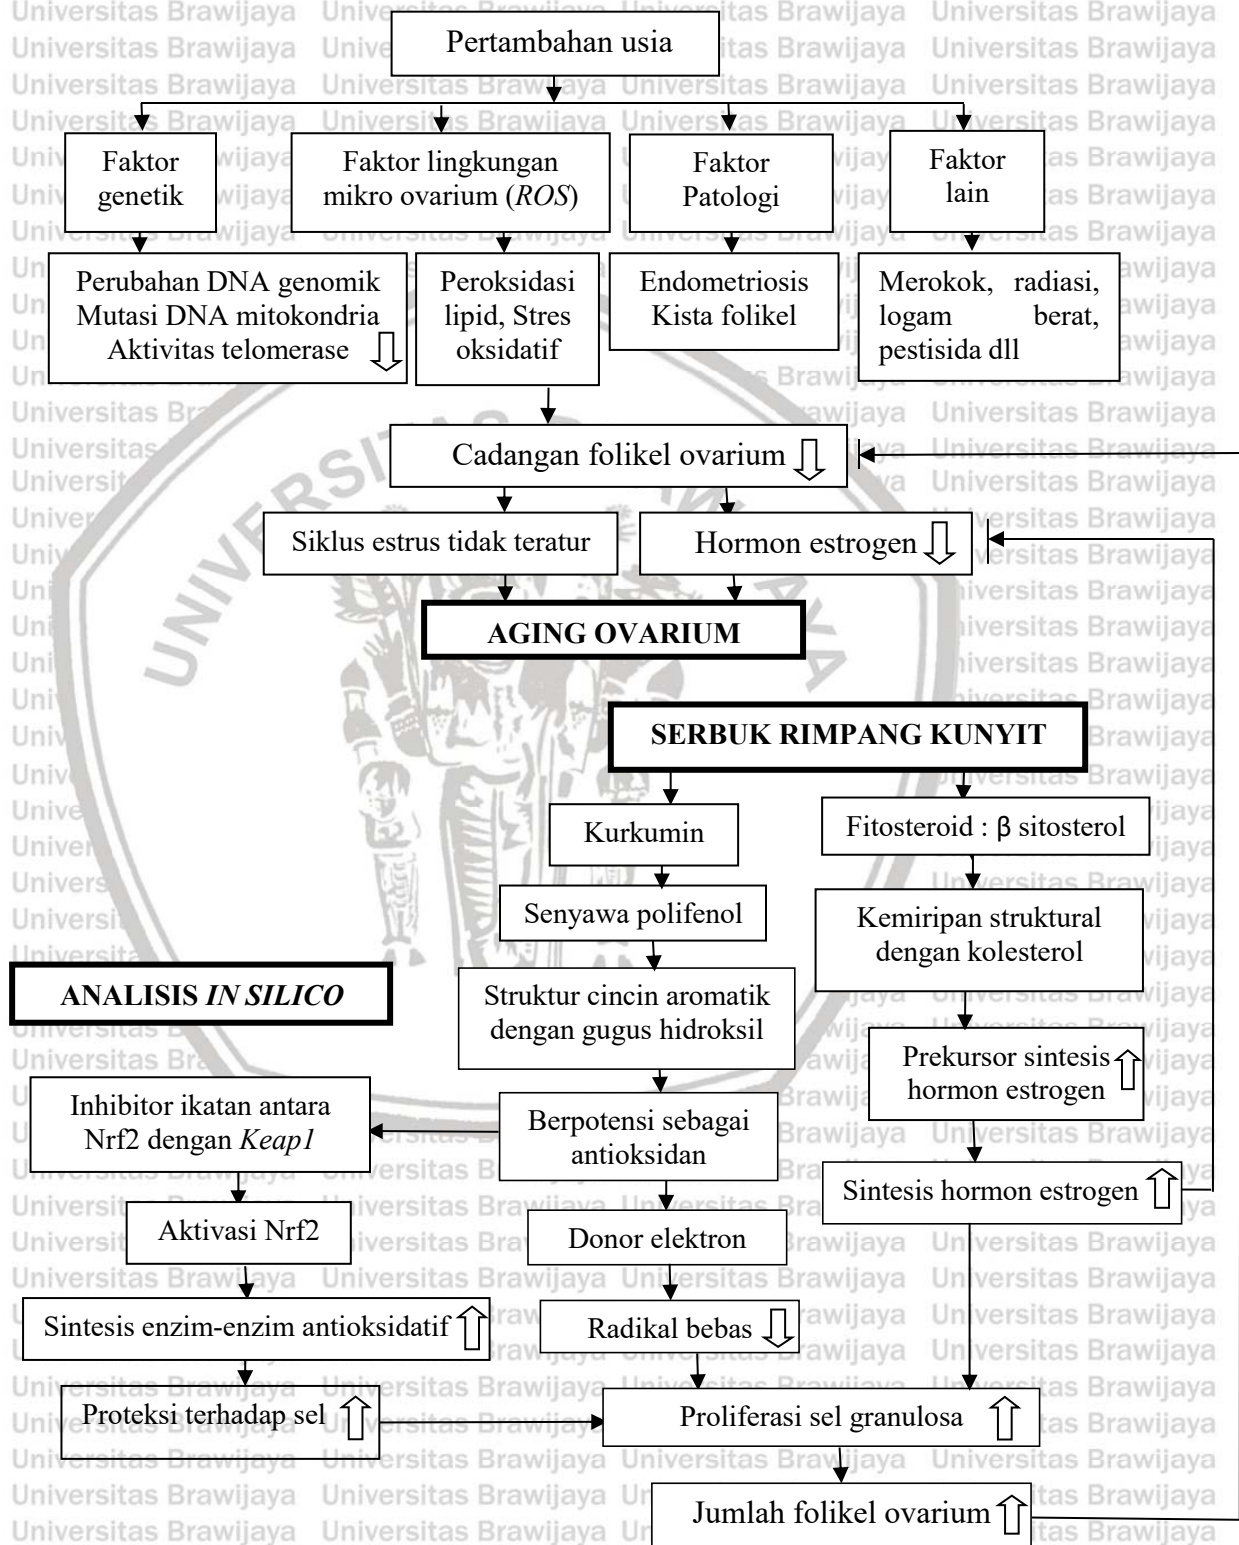 Pertambahan usia
Faktor
genetik
Faktor lingkungan
mikro ovarium (ROS)
Faktor
Patologi
Faktor
lain
Perubahan DNA genomik
Mutasi DNA mitokondria
Aktivitas telomerase
Peroksidasi
lipid, Stres
oksidatif
Endometriosis
Kista folikel
Merokok, radiasi,
logam berat,
pestisida dll
Cadangan folikel ovarium
Siklus estrus tidak teratur
Hormon estrogen
AGING OVARIUM
SERBUK RIMPANG KUNYIT
Kurkumin
Fitosteroid : β sitosterol
Senyawa polifenol
Kemiripan struktural
dengan kolesterol
ANALISIS IN SILICO
Struktur cincin aromatik
dengan gugus hidroksil
Prekursor sintesis
hormon estrogen
Inhibitor ikatan antara
Nrf2 dengan Keap1
Berpotensi sebagai
antioksidan
Sintesis hormon estrogen
Aktivasi Nrf2
Donor elektron
Sintesis enzim-enzim antioksidatif
Radikal bebas
Proteksi terhadap sel
Proliferasi sel granulosa
Jumlah folikel ovarium
UNIVERSITAS BRAWIJAYA
Universitas Brawijaya